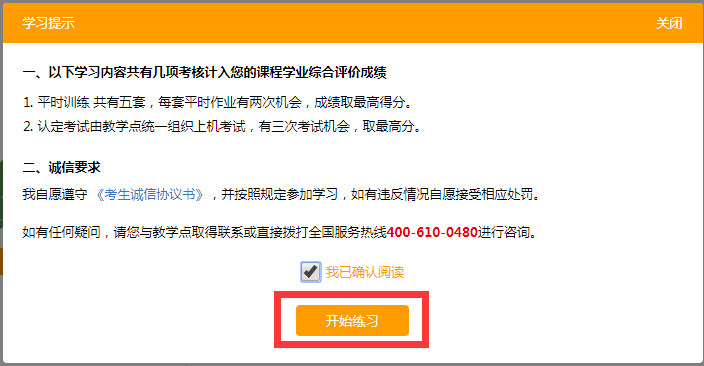 学习提示
关闭
一、以下学习内容共有几项考核计入您的课程学业综合评价成绩
1. 平时训练 共有五套，每套平时作业有两次机会，成绩取最高得分。
2. 认定考试由教学点统一组织上机考试，有三次考试机会，取最高分。
二、诚信要求
我自愿遵守 《考生诚信协议书》，并按照规定参加学习，如有违反情况自愿接受相应处罚。
如有任何疑问，请您与教学点取得联系或直接拨打全国服务热线400-610-0480进行咨询。
我已确认阅读
开始练习